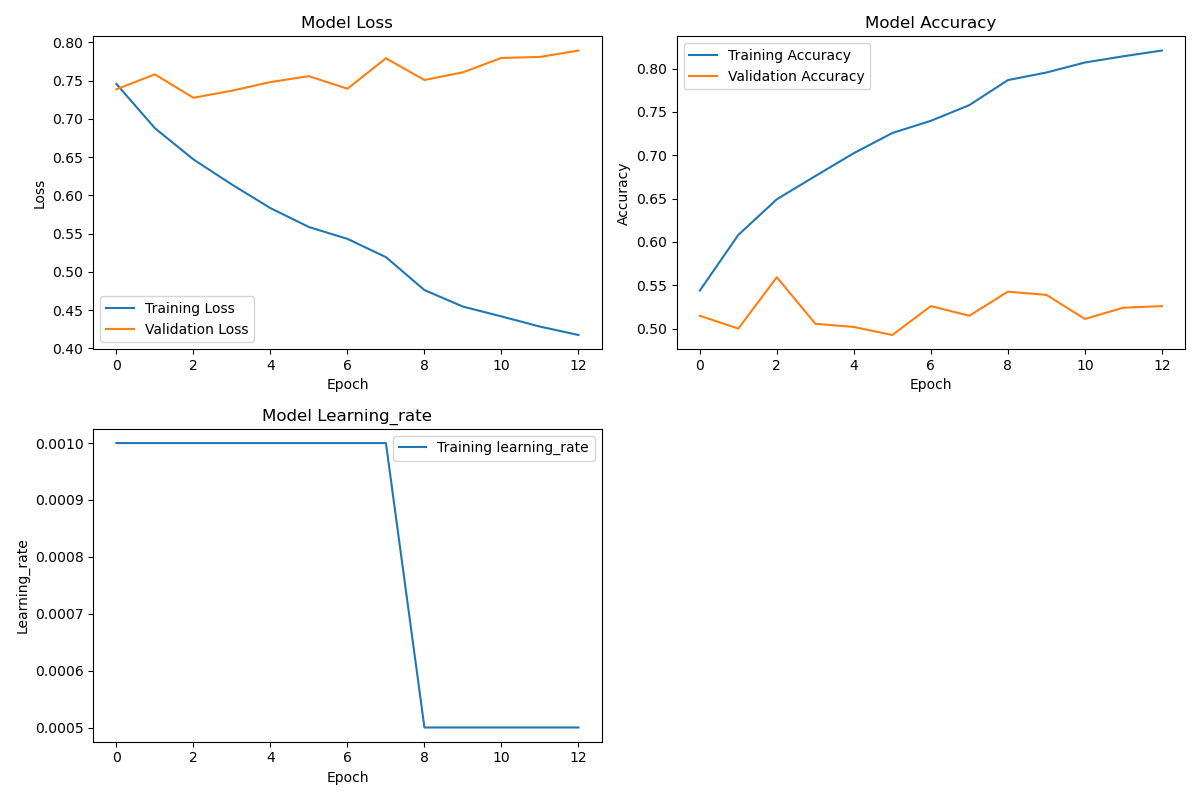 Model Loss
0.80
0.75
0.70
0.65
0.60
0.55
0.50
0.45
0.40
Loss
Training Loss
Validation Loss
0 2 4 6 8 10 12
Epoch
Model Accuracy
Training Accuracy
Validation Accuracy
0.80
0.75
0.70
0.65
0.60
0.55
0.50
Accuracy
0 2 4 6 8 10 12
Epoch
Model Learning_rate
Training learning_rate
0.0010
0.0009
0.0008
0.0007
0.0006
0.0005
Learning_rate
0 2 4 6 8 10 12
Epoch